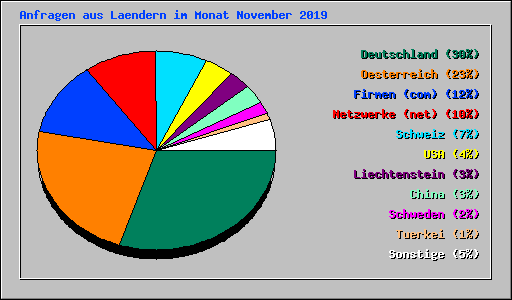 Anfragen aus Laendern im Monat November 2019
Deutschland (30%)
Oesterreich (23%)
Firmen (com) (12%)
Netzwerke (net) (10%)
Schweiz (7%)
USA (4%)
Liechtenstein (3%)
China (3%)
Schweden (2%)
Tuerkei (1%)
Sonstige (5%)